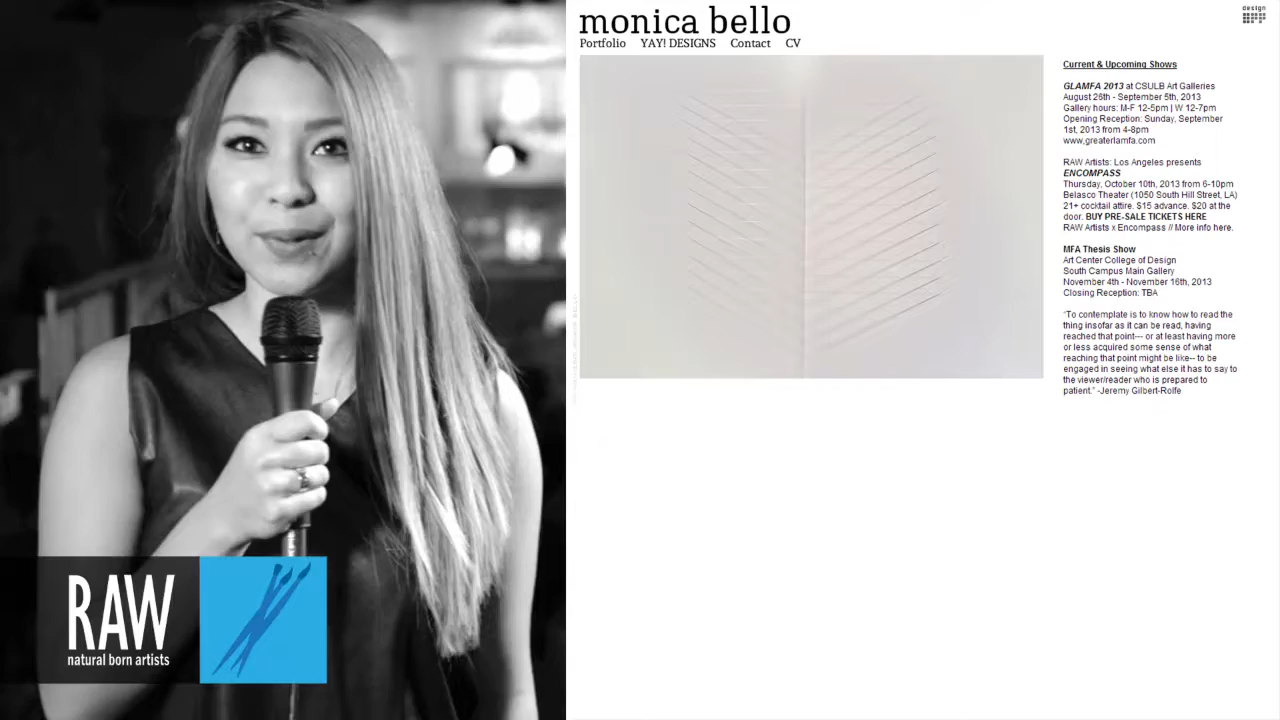 RAW
natural born artists
monica bello
Portfolio YAY! DESIGNS Contact CV
design
Current & Upcoming Shows
GLAMFA 2013 at CSULB Art Galleries
August 26th - September 5th, 2013
Gallery hours: M-F 12-5pm | W 12-7pm
Opening Reception: Sunday, September
1st, 2013 from 4-8pm
www.greaterlamfa.com
RAW Artists: Los Angeles presents
ENCOMPASS
Thursday, October 10th, 2013 from 6-10pm
Belasco Theater (1050 South Hill Street, LA)
21+ cocktail attire. $15 advance. $20 at the
door. BUY PRE-SALE TICKETS HERE
RAW Artists x Encompass // More info here.
MFA Thesis Show
Art Center College of Design
South Campus Main Gallery
November 4th - November 16th, 2013
Closing Reception: TBA
“To contemplate is to know how to read the
thing insofar as it can be read, having
reached that point--- or at least having more
or less acquired some sense of what
reaching that point might be like-- to be
engaged in seeing what else it has to say to
the viewer/reader who is prepared to
patient.” -Jeremy Gilbert-Rolfe